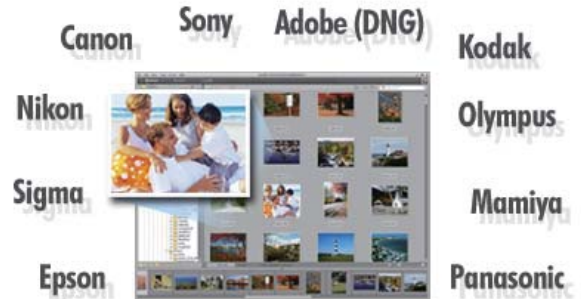 Canon
Sony
Adobe (DNG)
Kodak
Nikon
Olympus
Sigma
Mamiya
Epson
Panasonic